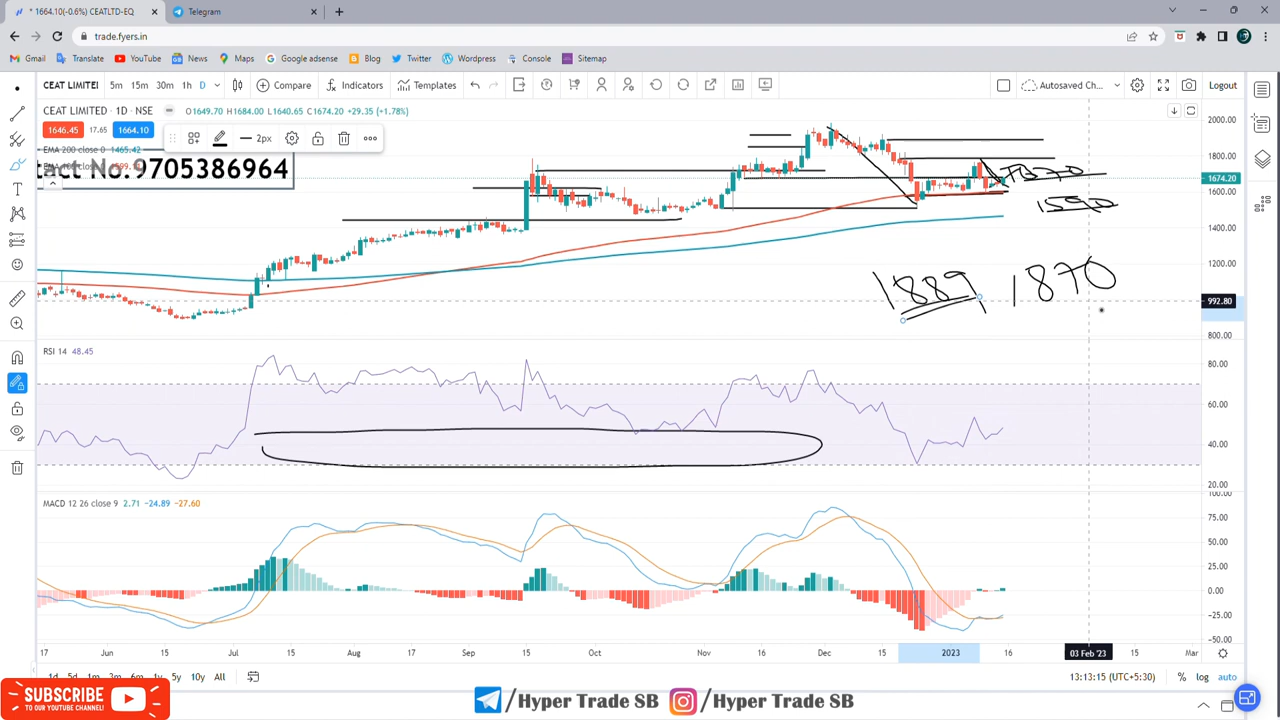 * 1664.10(-0.6%) CEATLTD-EQ
Telegram
trade.fyers.in
Gmail Translate YouTube News Maps Google adsense Blog Twitter Wordpress Console Sitemap
CEAT LIMITEI 5m 15m 30m 1h D Compare Indicators Templates Autosaved Ch... Logout
CEAT LIMITED · 1D · NSE O1649.70 H1684.00 L1640.65 C1674.20 +29.35 (+1.78%)
1646.45 17.65 1664.10 2px
EMA 200 close 0 1465.42
tact No.9705386964
2000.00
1800.00
1674.20
1600.00
1400.00
1200.00
992.80
800.00
1590
1889, 1870
RSI 14 48.45
80.00
60.00
40.00
20.00
MACD 12 26 close 9 2.71 −24.89 −27.60
100.00
75.00
50.00
25.00
0.00
−25.00
−50.00
17 Jun 15 Jul 15 Aug 16 Sep 15 Oct Nov 16 Dec 15 2023 16 03 Feb '23 15 Mar
5d 1m 3m 6m 1y 5y 10y All
13:13:15 (UTC+5:30) % log auto
SUBSCRIBE
TO OUR YOUTUBE CHANNEL!
/Hyper Trade SB /Hyper Trade SB